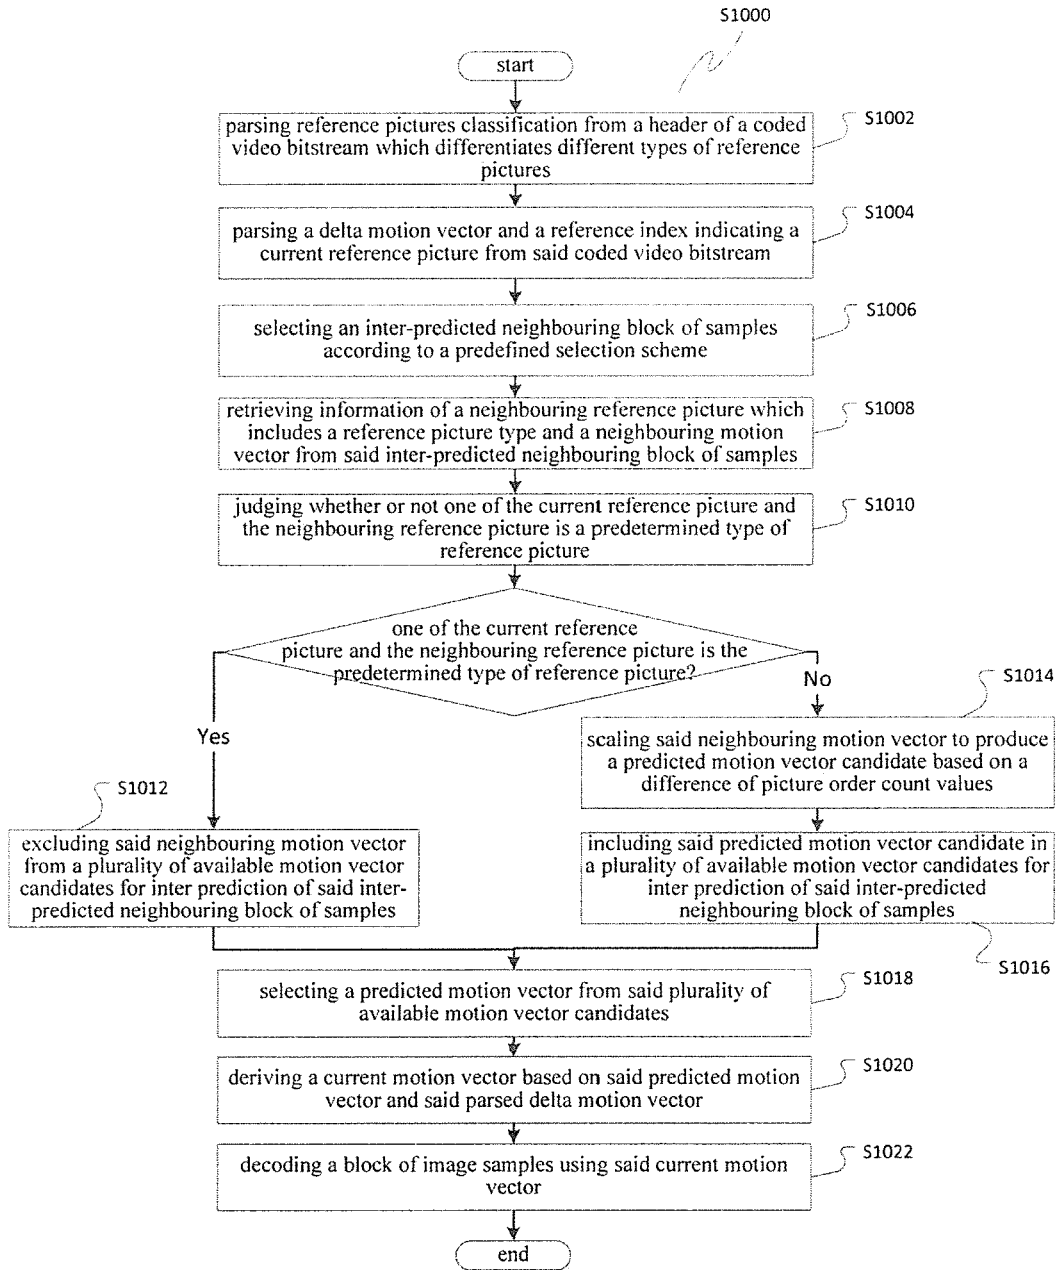 S1000
start
S1002
parsing reference pictures classification from a header of a coded
video bitstream which differentiates different types of reference
pictures
S1004
parsing a delta motion vector and a reference index indicating a
current reference picture from said coded video bitstream
S1006
selecting an inter-predicted neighbouring block of samples
according to a predefined selection scheme
S1008
retrieving information of a neighbouring reference picture which
includes a reference picture type and a neighbouring motion
vector from said inter-predicted neighbouring block of samples
S1010
judging whether or not one of the current reference picture and
the neighbouring reference picture is a predetermined type of
reference picture
one of the current reference
picture and the neighbouring reference picture is the
predetermined type of reference picture?
Yes
No
S1012
excluding said neighbouring motion vector
from a plurality of available motion vector
candidates for inter prediction of said inter-
predicted neighbouring block of samples
S1014
scaling said neighbouring motion vector to produce
a predicted motion vector candidate based on a
difference of picture order count values
including said predicted motion vector candidate in
a plurality of available motion vector candidates for
inter prediction of said inter-predicted
neighbouring block of samples
S1016
S1018
selecting a predicted motion vector from said plurality of
available motion vector candidates
S1020
deriving a current motion vector based on said predicted motion
vector and said parsed delta motion vector
S1022
decoding a block of image samples using said current motion
vector
end